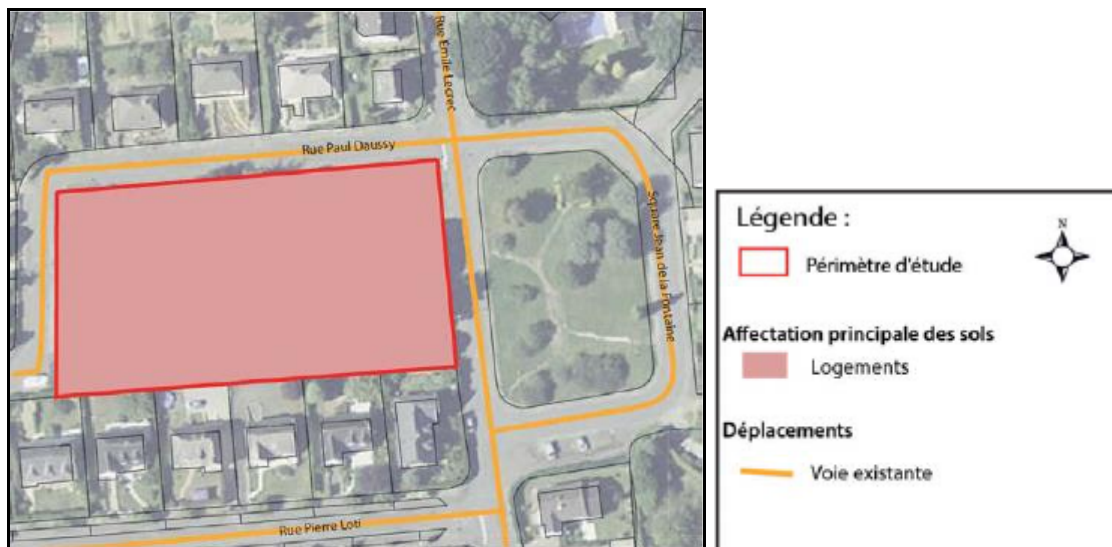 Rue Emile Lecrec
Rue Paul Daussy
Square Jean de la Fontaine
Rue Pierre Loti
Légende :
N
Périmètre d'étude
Affectation principale des sols
Logements
Déplacements
Voie existante